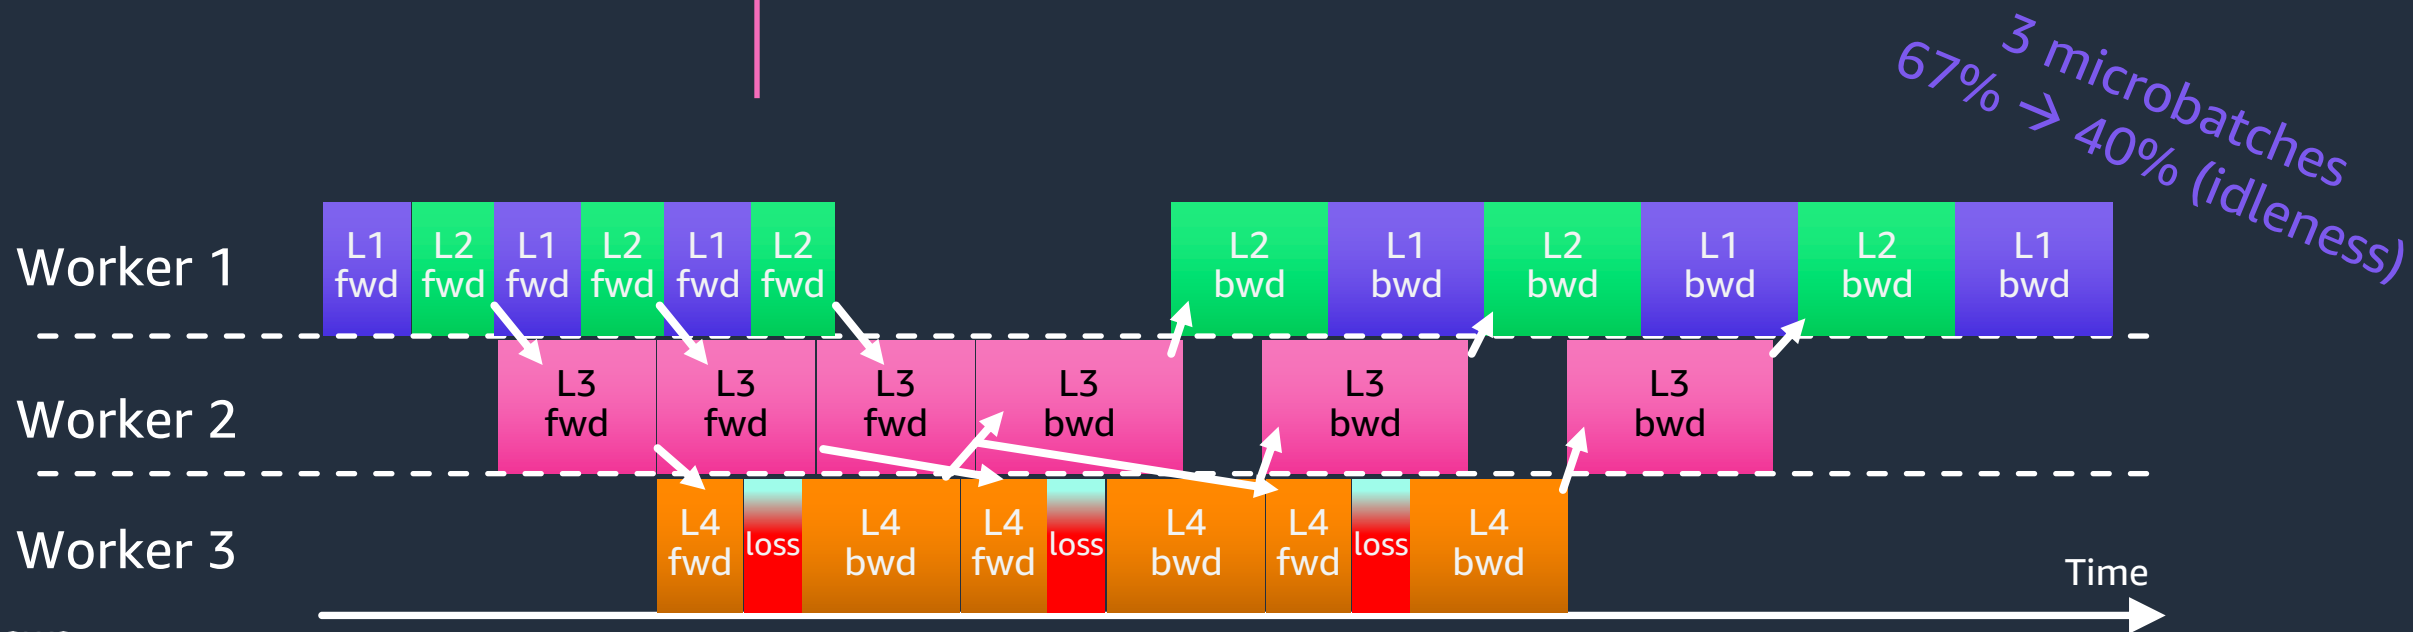 3 microbatches
67% → 40% (idleness)
Worker 1
L1
fwd
L2
fwd
L1
fwd
L2
fwd
L1
fwd
L2
fwd
L2
bwd
L1
bwd
L2
bwd
L1
bwd
L2
bwd
L1
bwd
Worker 2
L3
fwd
L3
fwd
L3
fwd
L3
bwd
L3
bwd
L3
bwd
Worker 3
L4
fwd
loss
L4
bwd
L4
fwd
loss
L4
bwd
L4
fwd
loss
L4
bwd
Time